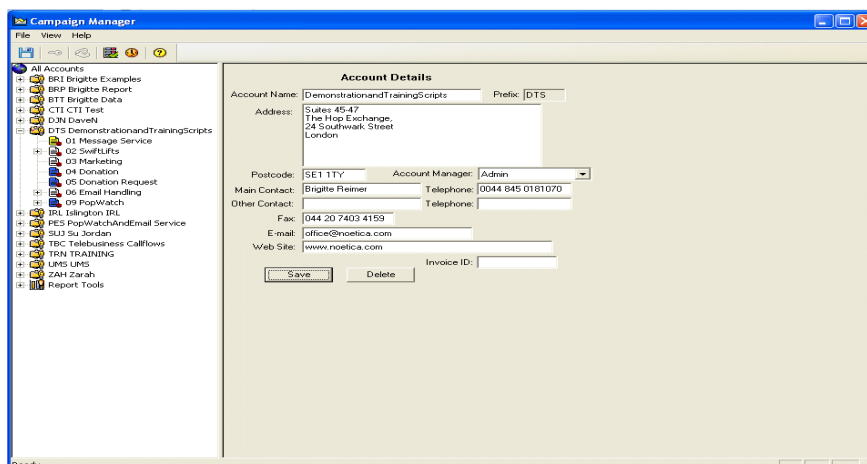 Campaign Manager
File View Help
All Accounts
BRI Brigitte Examples
BRP Brigitte Report
BTT Brigitte Data
CTI CTI Test
DJN DaveN
DTS DemonstrationandTrainingScripts
01 Message Service
02 SwiftLifts
03 Marketing
04 Donation
05 Donation Request
06 Email Handling
09 PopWatch
IRL Islington IRL
PES PopWatchAndEmail Service
SUJ Su Jordan
TBC Telebusiness Callflows
TRN TRAINING
UMS UMS
ZAH Zarah
Report Tools
Account Details
Account Name: DemonstrationandTrainingScripts Prefix: DTS
Address: Suites 45-47
The Hop Exchange,
24 Southwark Street
London
Postcode: SE1 1TY Account Manager: Admin
Main Contact: Brigitte Reimer Telephone: 0044 845 0181070
Other Contact: Telephone:
Fax: 044 20 7403 4159
E-mail: office@noetica.com
Web Site: www.noetica.com
Invoice ID:
Save Delete
Ready